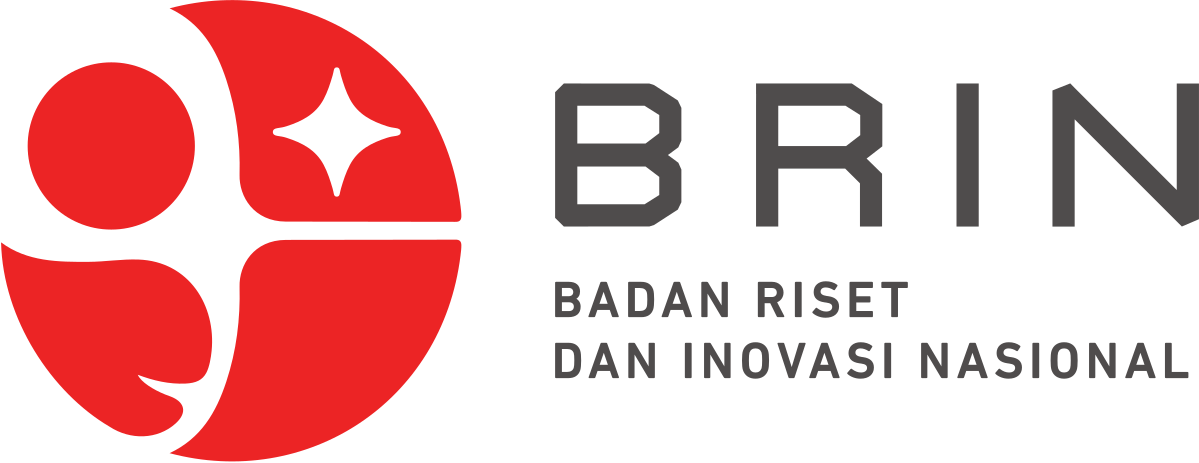 BRIN
BADAN RISET
DAN INOVASI NASIONAL